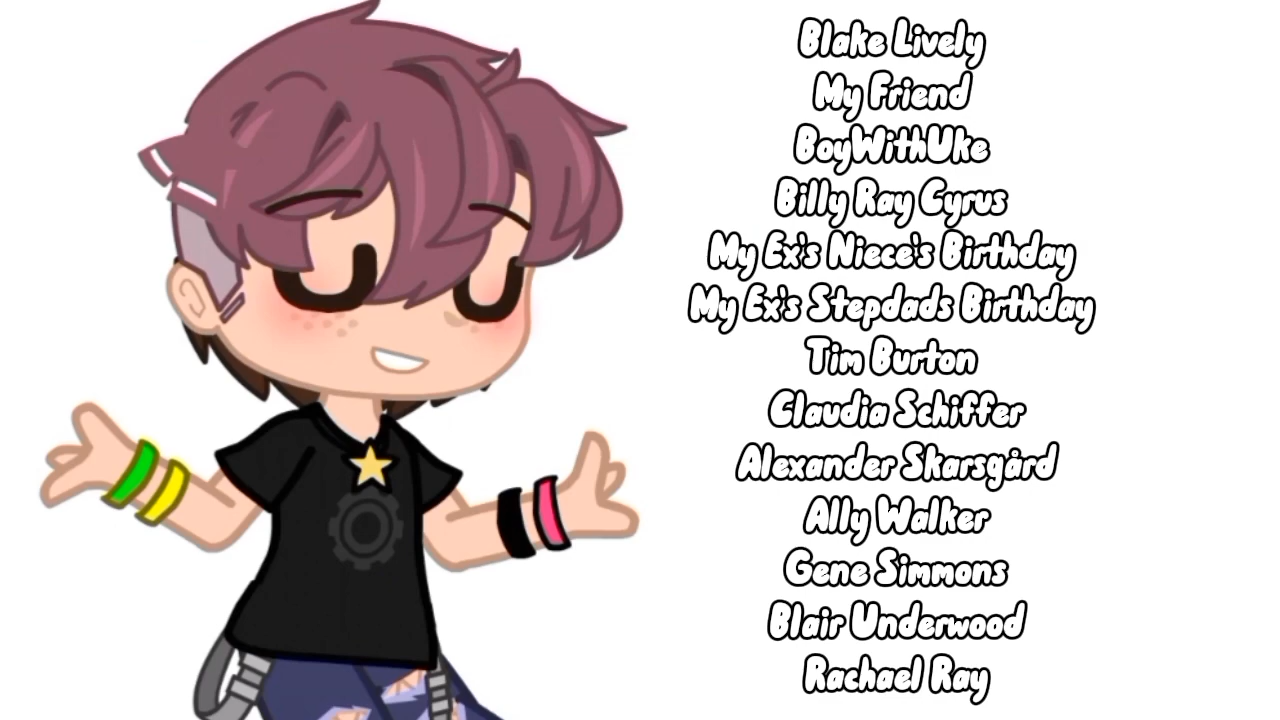 Blake Lively
My Friend
BoyWithUke
Billy Ray Cyrus
My Ex's Niece's Birthday
My Ex's Stepdads Birthday
Tim Burton
Claudia Schiffer
Alexander Skarsgård
Ally Walker
Gene Simmons
Blair Underwood
Rachael Ray